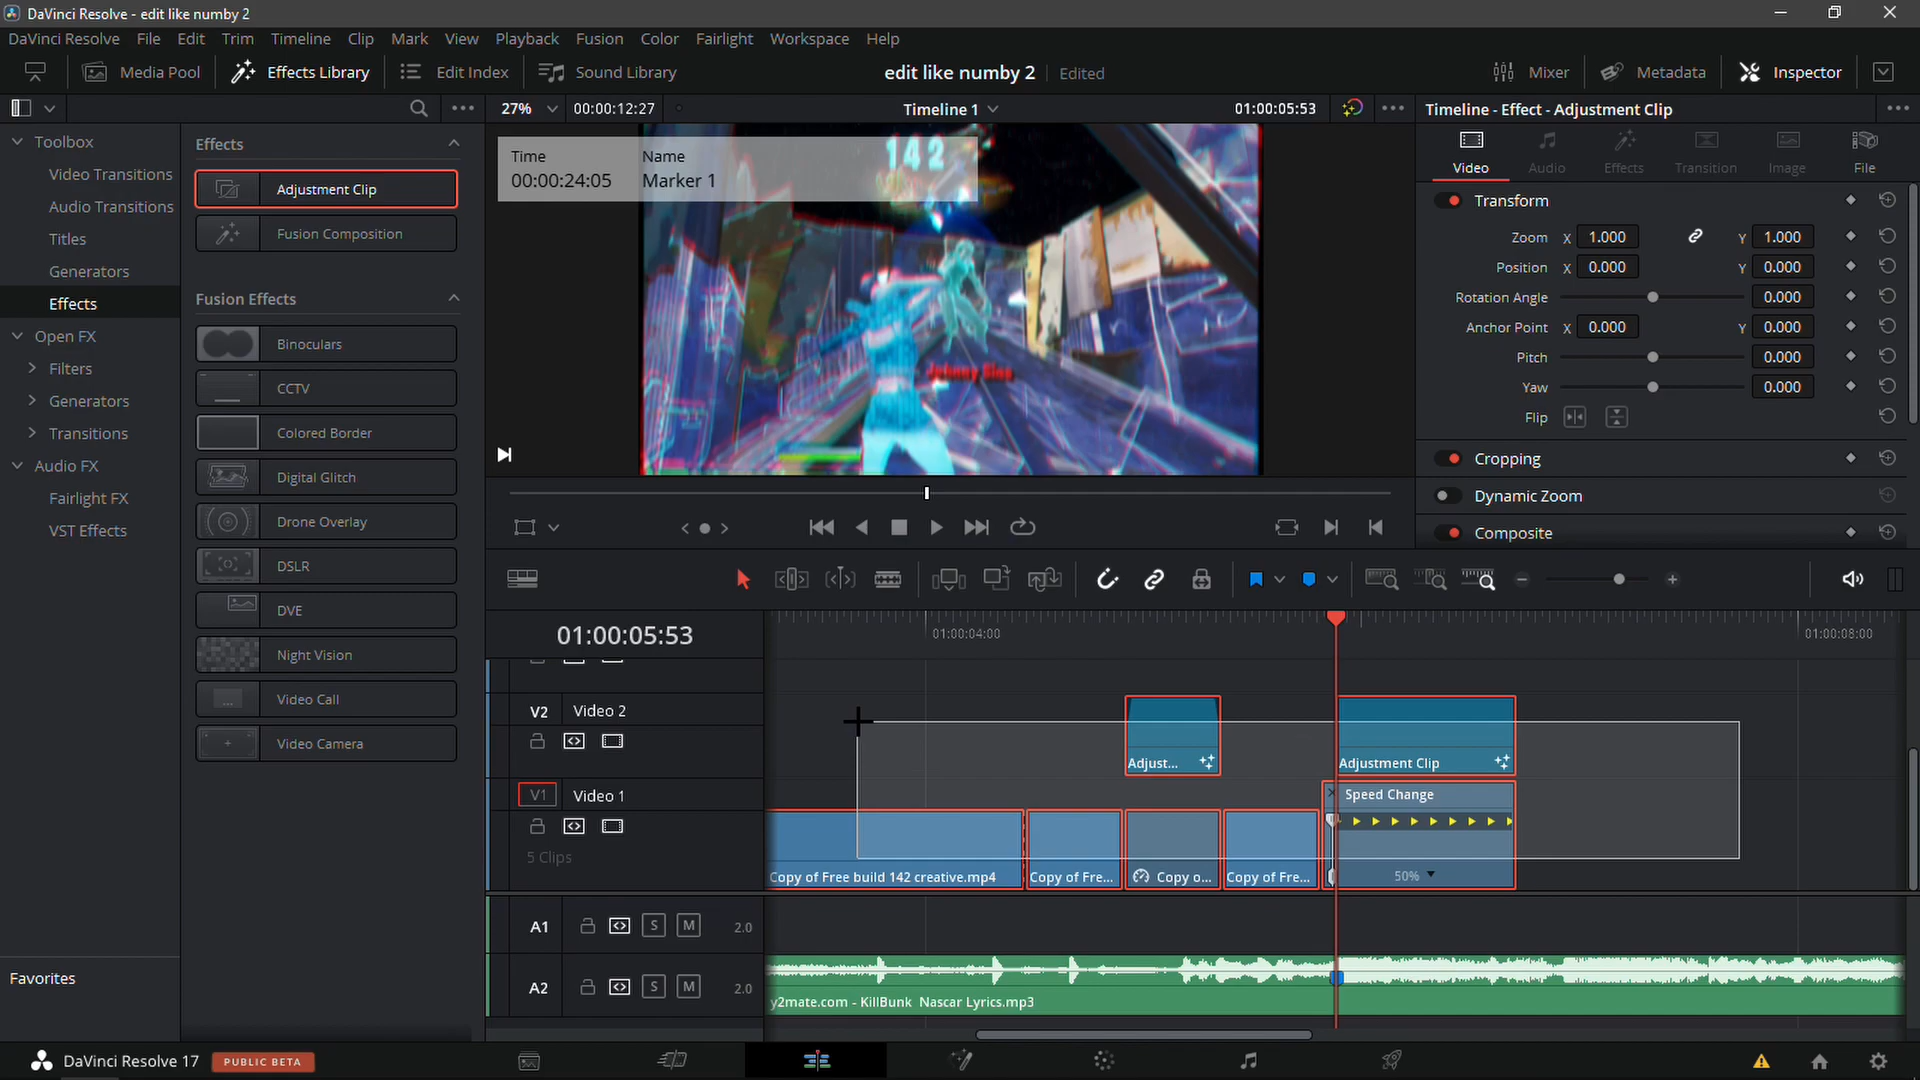 DaVinci Resolve - edit like numby 2
DaVinci Resolve File Edit Trim Timeline Clip Mark View Playback Fusion Color Fairlight Workspace Help
Media Pool Effects Library Edit Index Sound Library edit like numby 2 Edited Mixer Metadata Inspector
27% 00:00:12:27 Timeline 1 01:00:05:53 Timeline - Effect - Adjustment Clip
Toolbox
Video Transitions
Audio Transitions
Titles
Generators
Effects
Open FX
Filters
Generators
Transitions
Audio FX
Fairlight FX
VST Effects
Favorites
Effects
Adjustment Clip
Fusion Composition
Fusion Effects
Binoculars
CCTV
Colored Border
Digital Glitch
Drone Overlay
DSLR
DVE
Night Vision
Video Call
Video Camera
Time Name
00:00:24:05 Marker 1
142
Video Audio Effects Transition Image File
Transform
Zoom X 1.000 Y 1.000
Position X 0.000 Y 0.000
Rotation Angle 0.000
Anchor Point X 0.000 Y 0.000
Pitch 0.000
Yaw 0.000
Flip
Cropping
Dynamic Zoom
Composite
01:00:05:53 01:00:04:00 01:00:08:00
V2 Video 2
Adjust... Adjustment Clip
V1 Video 1
Speed Change
5 Clips
Copy of Free build 142 creative.mp4 Copy of Fre... Copy o... Copy of Fre... 50%
A1 S M 2.0
A2 S M 2.0
y2mate.com - KillBunk Nascar Lyrics.mp3
DaVinci Resolve 17 PUBLIC BETA